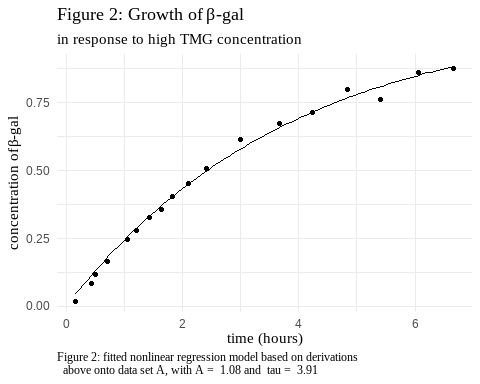 Figure 2: Growth of β-gal
in response to high TMG concentration
concentration of β-gal
0.75
0.50
0.25
0.00
0
2
4
6
time (hours)
Figure 2: fitted nonlinear regression model based on derivations
above onto data set A, with A = 1.08 and tau = 3.91